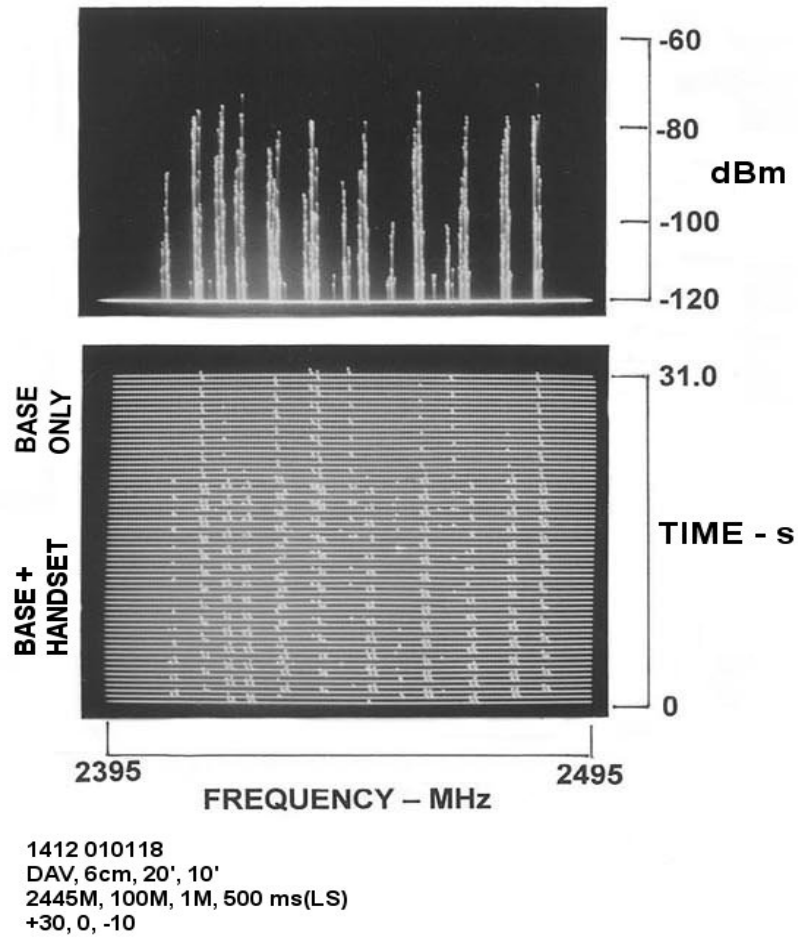 -60
-80
dBm
-100
-120
BASE
ONLY
31.0
TIME - s
BASE +
HANDSET
0
2395
2495
FREQUENCY – MHz
1412 010118
DAV, 6cm, 20', 10'
2445M, 100M, 1M, 500 ms(LS)
+30, 0, -10